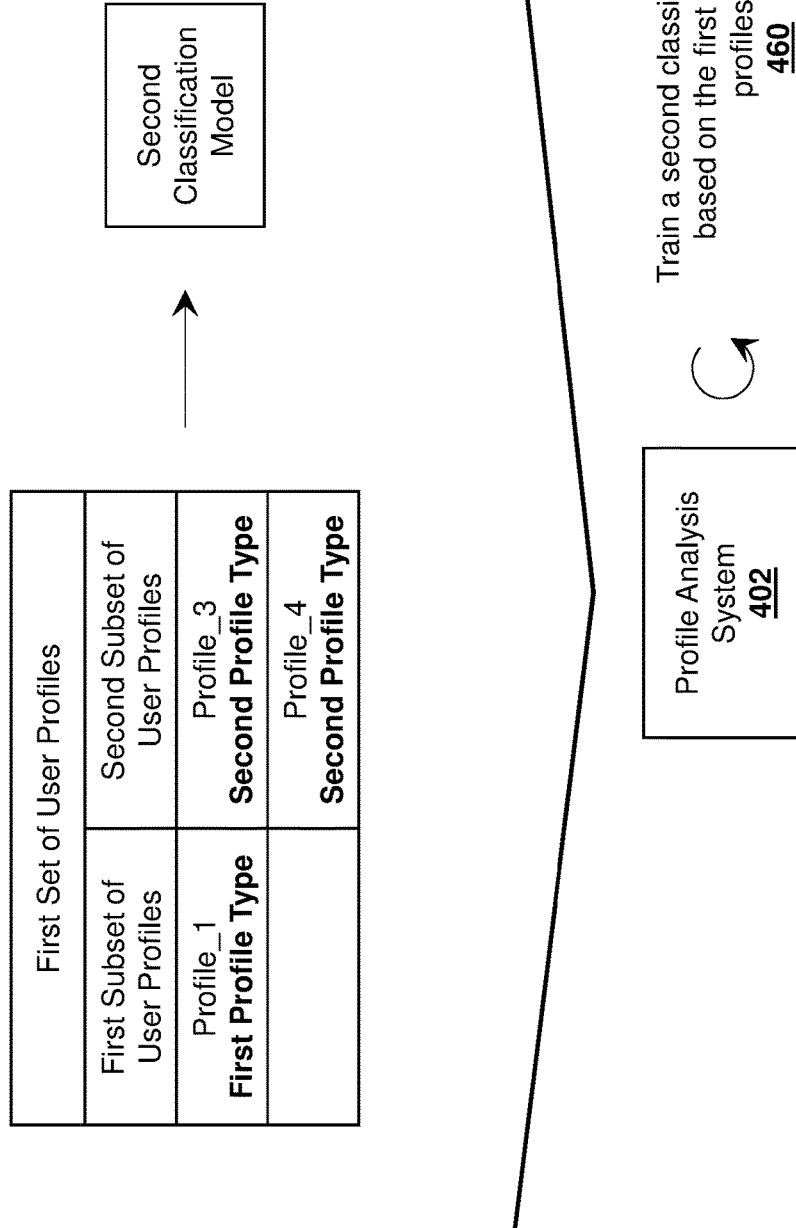 First Set of User Profiles
First Subset of
User Profiles
Second Subset of
User Profiles
Profile_1
First Profile Type
Profile_3
Second Profile Type
Profile_4
Second Profile Type
Second
Classification
Model
Profile Analysis
System
402
Train a second classi
based on the first
profiles
460